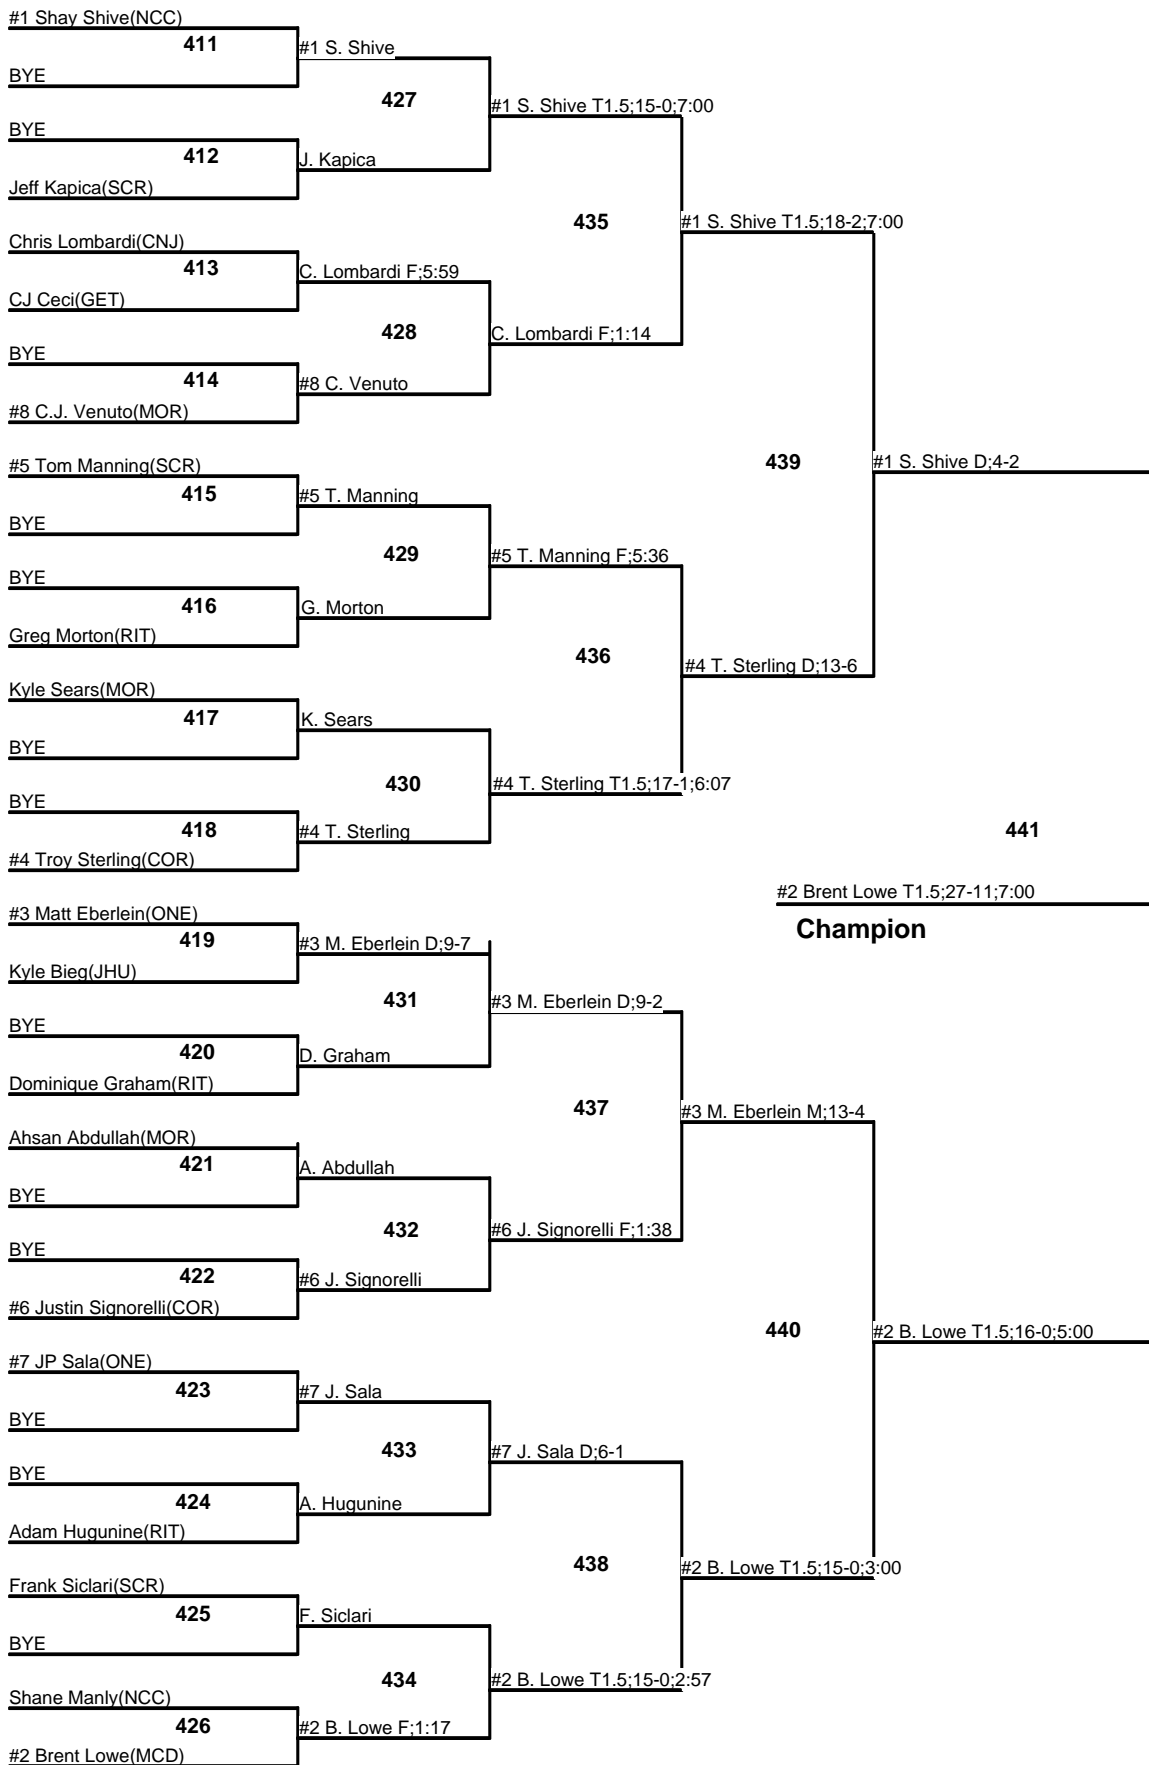 #1 Shay Shive(NCC)
411
#1 S. Shive
BYE
427
#1 S. Shive T1.5;15-0;7:00
BYE
412
J. Kapica
Jeff Kapica(SCR)
435
#1 S. Shive T1.5;18-2;7:00
Chris Lombardi(CNJ)
413
C. Lombardi F;5:59
CJ Ceci(GET)
428
C. Lombardi F;1:14
BYE
414
#8 C. Venuto
#8 C.J. Venuto(MOR)
439
#1 S. Shive D;4-2
#5 Tom Manning(SCR)
415
#5 T. Manning
BYE
429
#5 T. Manning F;5:36
BYE
416
G. Morton
Greg Morton(RIT)
436
#4 T. Sterling D;13-6
Kyle Sears(MOR)
417
K. Sears
BYE
430
#4 T. Sterling T1.5;17-1;6:07
BYE
418
#4 T. Sterling
#4 Troy Sterling(COR)
441
#2 Brent Lowe T1.5;27-11;7:00
Champion
#3 Matt Eberlein(ONE)
419
#3 M. Eberlein D;9-7
Kyle Bieg(JHU)
431
#3 M. Eberlein D;9-2
BYE
420
D. Graham
Dominique Graham(RIT)
437
#3 M. Eberlein M;13-4
Ahsan Abdullah(MOR)
421
A. Abdullah
BYE
432
#6 J. Signorelli F;1:38
BYE
422
#6 J. Signorelli
#6 Justin Signorelli(COR)
440
#2 B. Lowe T1.5;16-0;5:00
#7 JP Sala(ONE)
423
#7 J. Sala
BYE
433
#7 J. Sala D;6-1
BYE
424
A. Hugunine
Adam Hugunine(RIT)
438
#2 B. Lowe T1.5;15-0;3:00
Frank Siclari(SCR)
425
F. Siclari
BYE
434
#2 B. Lowe T1.5;15-0;2:57
Shane Manly(NCC)
426
#2 B. Lowe F;1:17
#2 Brent Lowe(MCD)